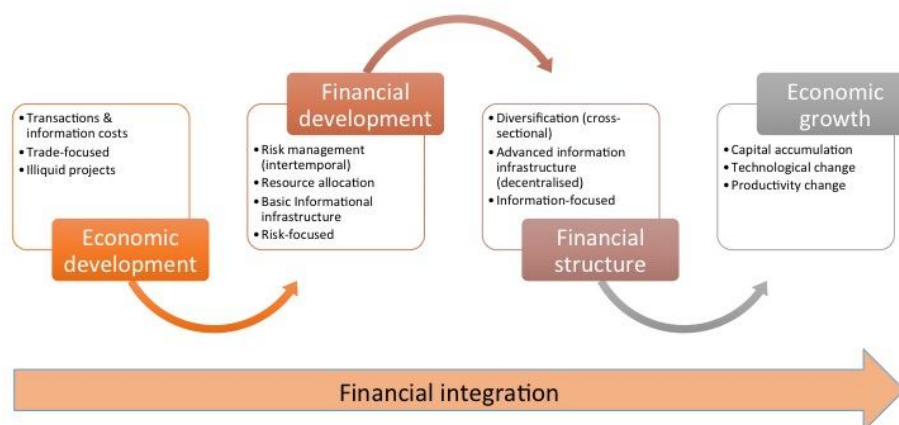 • Transactions &
information costs
• Trade-focused
• Illiquid projects
Economic
development
Financial
development
• Risk management
(intertemporal)
• Resource allocation
• Basic Informational
infrastructure
• Risk-focused
• Diversification (cross-
sectional)
• Advanced information
infrastructure
(decentralised)
• Information-focused
Financial
structure
Economic
growth
• Capital accumulation
• Technological change
• Productivity change
Financial integration